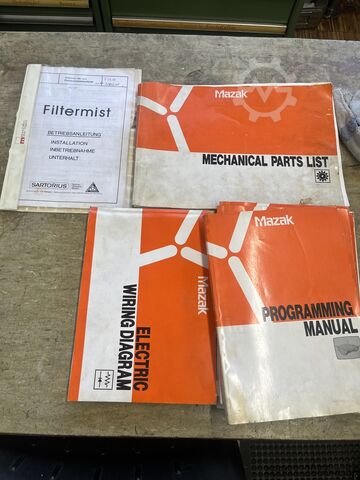 Filtermist
BETRIEBSANLEITUNG
INSTALLATION
INBETRIEBNAHME
UNTERHALT
SARTORIUS
Mazak
MECHANICAL PARTS LIST
Mazak
ELECTRIC
WIRING DIAGRAM
Mazak
PROGRAMMING
MANUAL